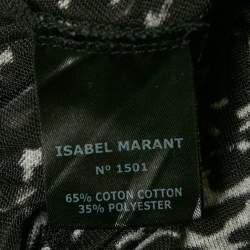 ISABEL MARANT
Nº 1501
65% COTON COTTON
35% POLYESTER